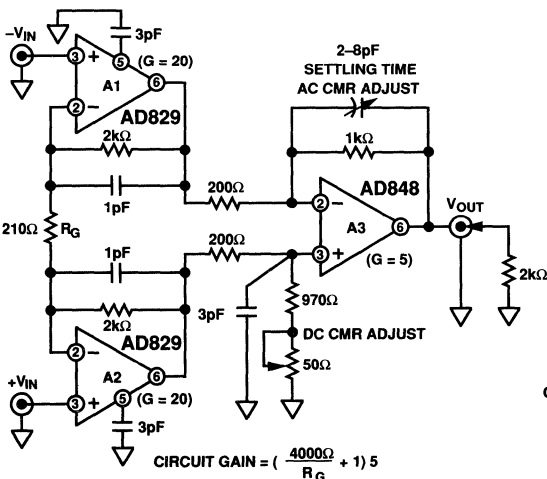 3pF
–VIN
3
+
5
(G = 20)
A1
6
2
–
AD829
2kΩ
1pF
210Ω
RG
1pF
2kΩ
AD829
2
–
A2
6
+VIN
3
+
5
(G = 20)
3pF
2–8pF
SETTLING TIME
AC CMR ADJUST
1kΩ
200Ω
AD848
2
–
A3
6
200Ω
3
+
(G = 5)
VOUT
2kΩ
3pF
970Ω
DC CMR ADJUST
50Ω
CIRCUIT GAIN = ( 4000Ω / RG + 1) 5